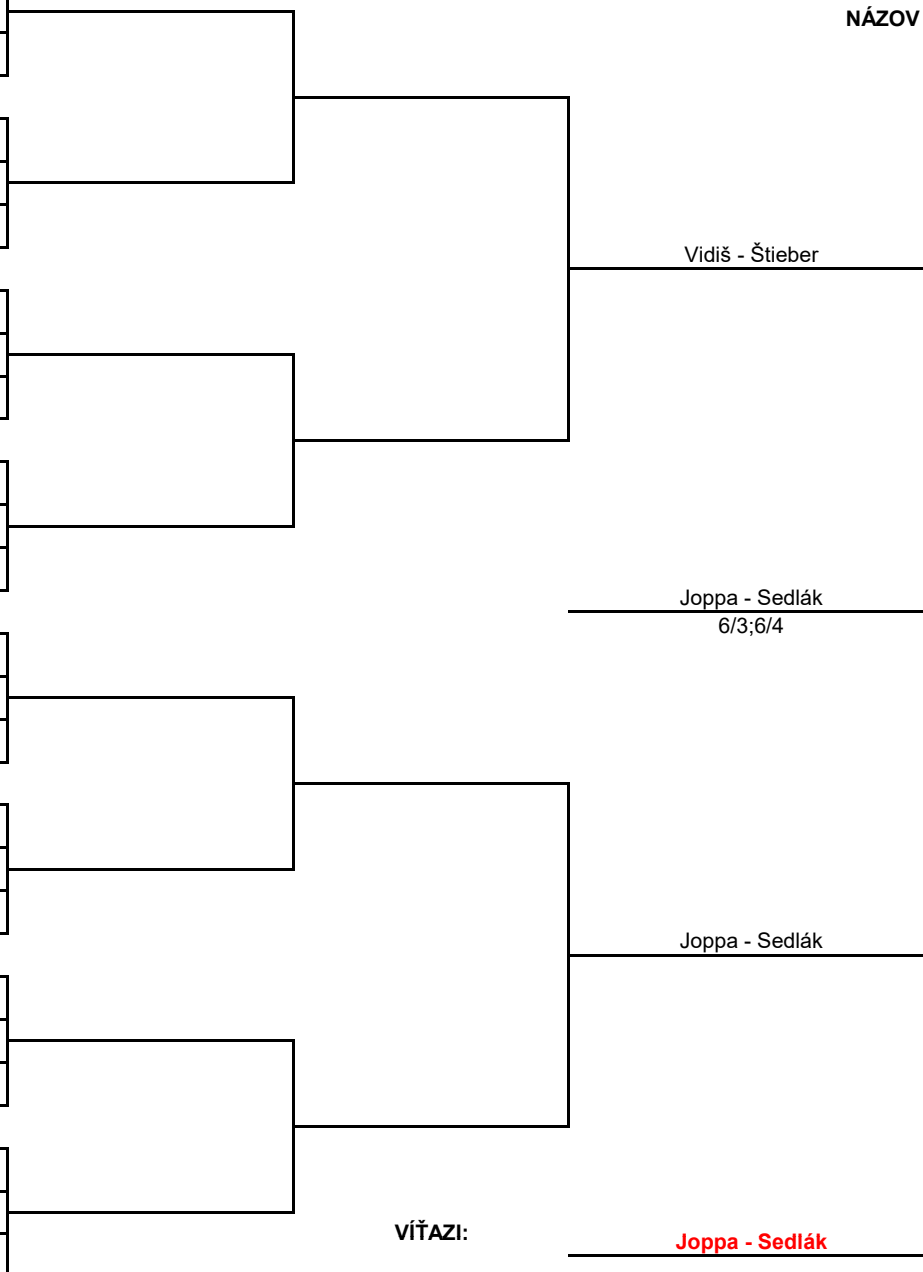 NÁZOV
Vidiš - Štieber
Joppa - Sedlák
6/3;6/4
Joppa - Sedlák
VÍŤAZI:
Joppa - Sedlák